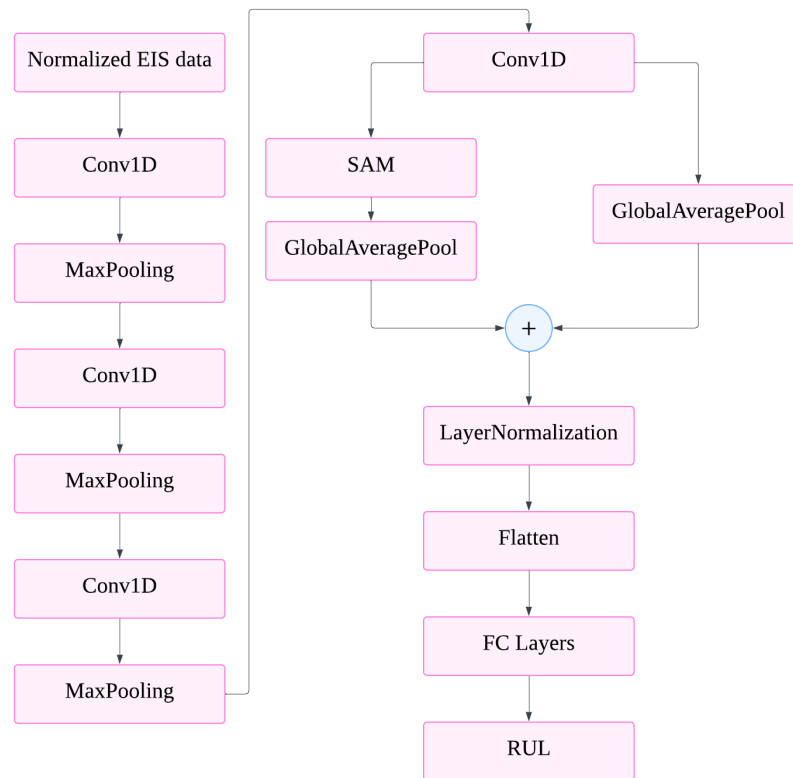 Normalized EIS data
Conv1D
MaxPooling
Conv1D
MaxPooling
Conv1D
MaxPooling
Conv1D
SAM
GlobalAveragePool
GlobalAveragePool
+
LayerNormalization
Flatten
FC Layers
RUL